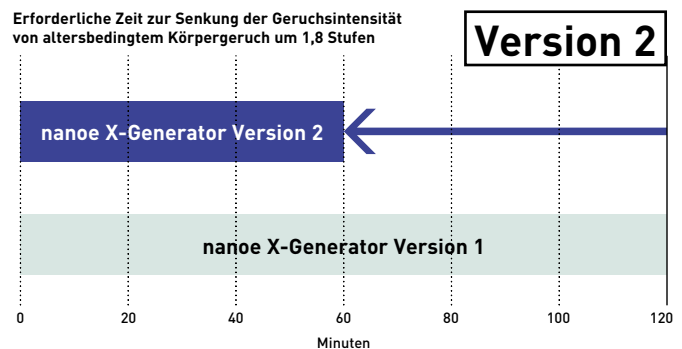 Erforderliche Zeit zur Senkung der Geruchsintensität
von altersbedingtem Körpergeruch um 1,8 Stufen
Version 2
nanoe X-Generator Version 2
nanoe X-Generator Version 1
0 20 40 60 80 100 120
Minuten